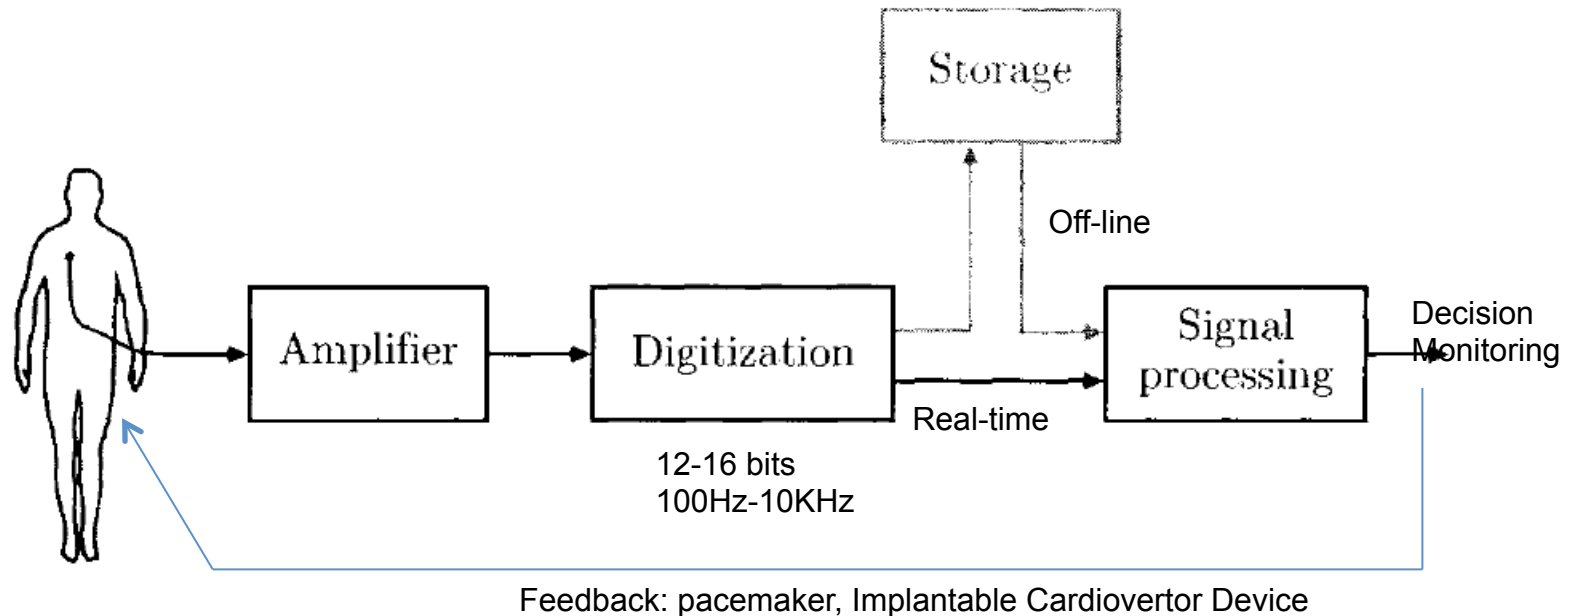 Storage
Off-line
Amplifier
Digitization
Signal
processing
Decision
Monitoring
Real-time
12-16 bits
100Hz-10KHz
Feedback: pacemaker, Implantable Cardiovertor Device